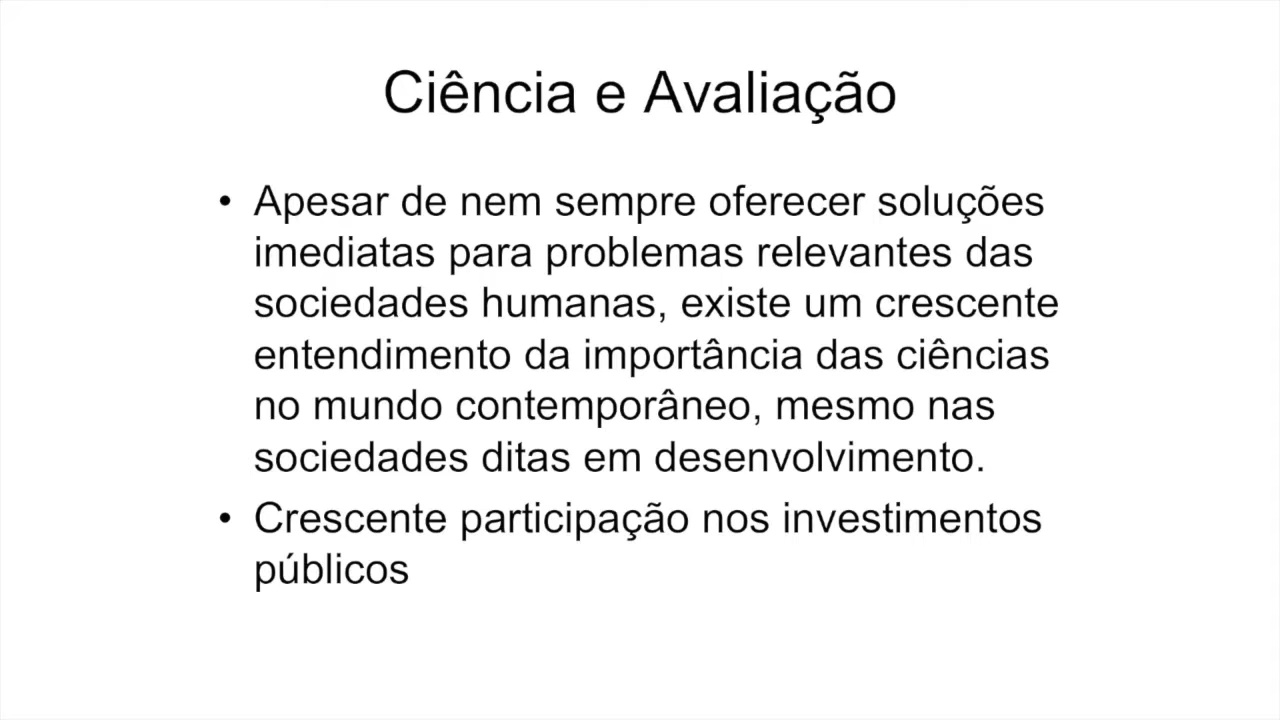 Ciência e Avaliação
• Apesar de nem sempre oferecer soluções
imediatas para problemas relevantes das
sociedades humanas, existe um crescente
entendimento da importância das ciências
no mundo contemporâneo, mesmo nas
sociedades ditas em desenvolvimento.
• Crescente participação nos investimentos
públicos